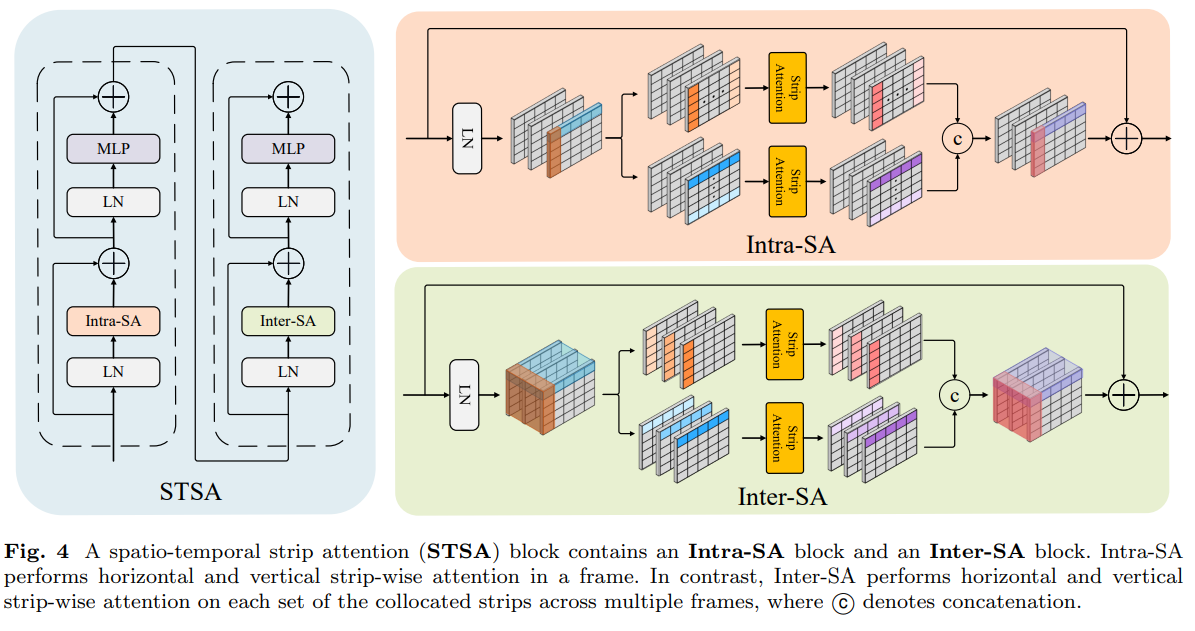 MLP
LN
Intra-SA
LN
MLP
LN
Inter-SA
LN
STSA
LN
Strip
Attention
Strip
Attention
c
Intra-SA
LN
Strip
Attention
Strip
Attention
c
Inter-SA
Fig. 4 A spatio-temporal strip attention (STSA) block contains an Intra-SA block and an Inter-SA block. Intra-SA
performs horizontal and vertical strip-wise attention in a frame. In contrast, Inter-SA performs horizontal and vertical
strip-wise attention on each set of the collocated strips across multiple frames, where ⓒ denotes concatenation.